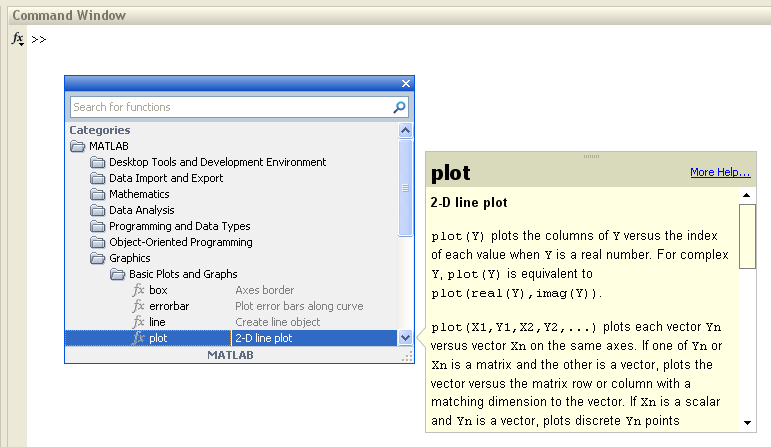 Command Window
fx >>
Search for functions
Categories
MATLAB
Desktop Tools and Development Environment
Data Import and Export
Mathematics
Data Analysis
Programming and Data Types
Object-Oriented Programming
Graphics
Basic Plots and Graphs
fx box Axes border
fx errorbar Plot error bars along curve
fx line Create line object
fx plot 2-D line plot
MATLAB
plot More Help...
2-D line plot
plot(Y) plots the columns of Y versus the index
of each value when Y is a real number. For complex
Y, plot(Y) is equivalent to
plot(real(Y),imag(Y)).
plot(X1,Y1,X2,Y2,...) plots each vector Yn
versus vector Xn on the same axes. If one of Yn or
Xn is a matrix and the other is a vector, plots the
vector versus the matrix row or column with a
matching dimension to the vector. If Xn is a scalar
and Yn is a vector, plots discrete Yn points